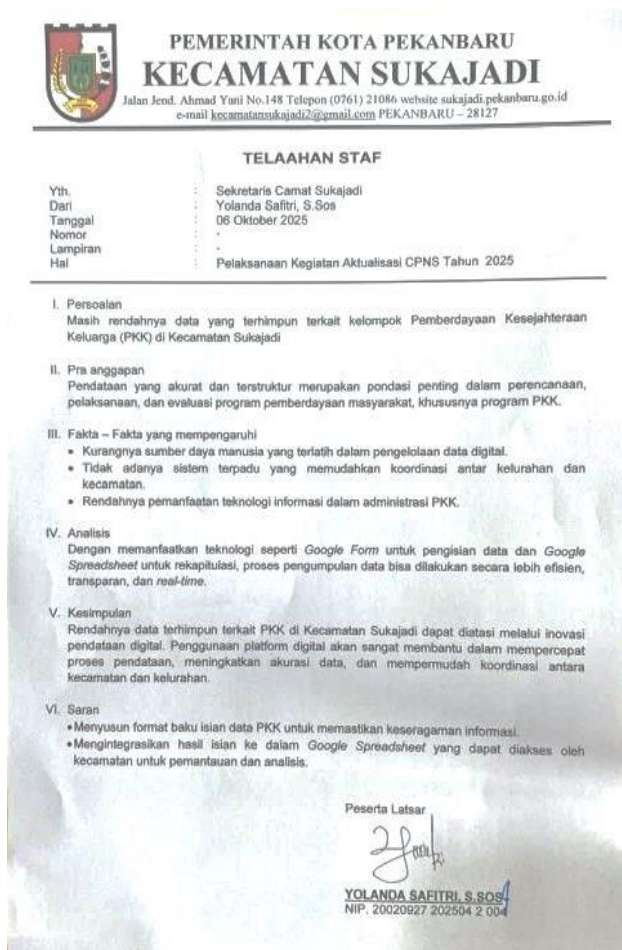 PEMERINTAH KOTA PEKANBARU
KECAMATAN SUKAJADI
Jalan Jend. Ahmad Yani No.148 Telepon (0761) 21086 website sukajadi.pekanbaru.go.id
e-mail kecamatansukajadi2@gmail.com PEKANBARU – 28127
TELAAHAN STAF
Yth. : Sekretaris Camat Sukajadi
Dari : Yolanda Safitri, S.Sos
Tanggal : 06 Oktober 2025
Nomor : -
Lampiran : -
Hal : Pelaksanaan Kegiatan Aktualisasi CPNS Tahun 2025
I. Persoalan
Masih rendahnya data yang terhimpun terkait kelompok Pemberdayaan Kesejahteraan
Keluarga (PKK) di Kecamatan Sukajadi
II. Pra anggapan
Pendataan yang akurat dan terstruktur merupakan pondasi penting dalam perencanaan,
pelaksanaan, dan evaluasi program pemberdayaan masyarakat, khususnya program PKK.
III. Fakta – Fakta yang mempengaruhi
• Kurangnya sumber daya manusia yang terlatih dalam pengelolaan data digital.
• Tidak adanya sistem terpadu yang memudahkan koordinasi antar kelurahan dan
kecamatan.
• Rendahnya pemanfaatan teknologi informasi dalam administrasi PKK.
IV. Analisis
Dengan memanfaatkan teknologi seperti Google Form untuk pengisian data dan Google
Spreadsheet untuk rekapitulasi, proses pengumpulan data bisa dilakukan secara lebih efisien,
transparan, dan real-time.
V. Kesimpulan
Rendahnya data terhimpun terkait PKK di Kecamatan Sukajadi dapat diatasi melalui inovasi
pendataan digital. Penggunaan platform digital akan sangat membantu dalam mempercepat
proses pendataan, meningkatkan akurasi data, dan mempermudah koordinasi antara
kecamatan dan kelurahan.
VI. Saran
• Menyusun format baku isian data PKK untuk memastikan keseragaman informasi.
• Mengintegrasikan hasil isian ke dalam Google Spreadsheet yang dapat diakses oleh
kecamatan untuk pemantauan dan analisis.
Peserta Latsar
YOLANDA SAFITRI, S.SOS
NIP. 20020927 202504 2 004